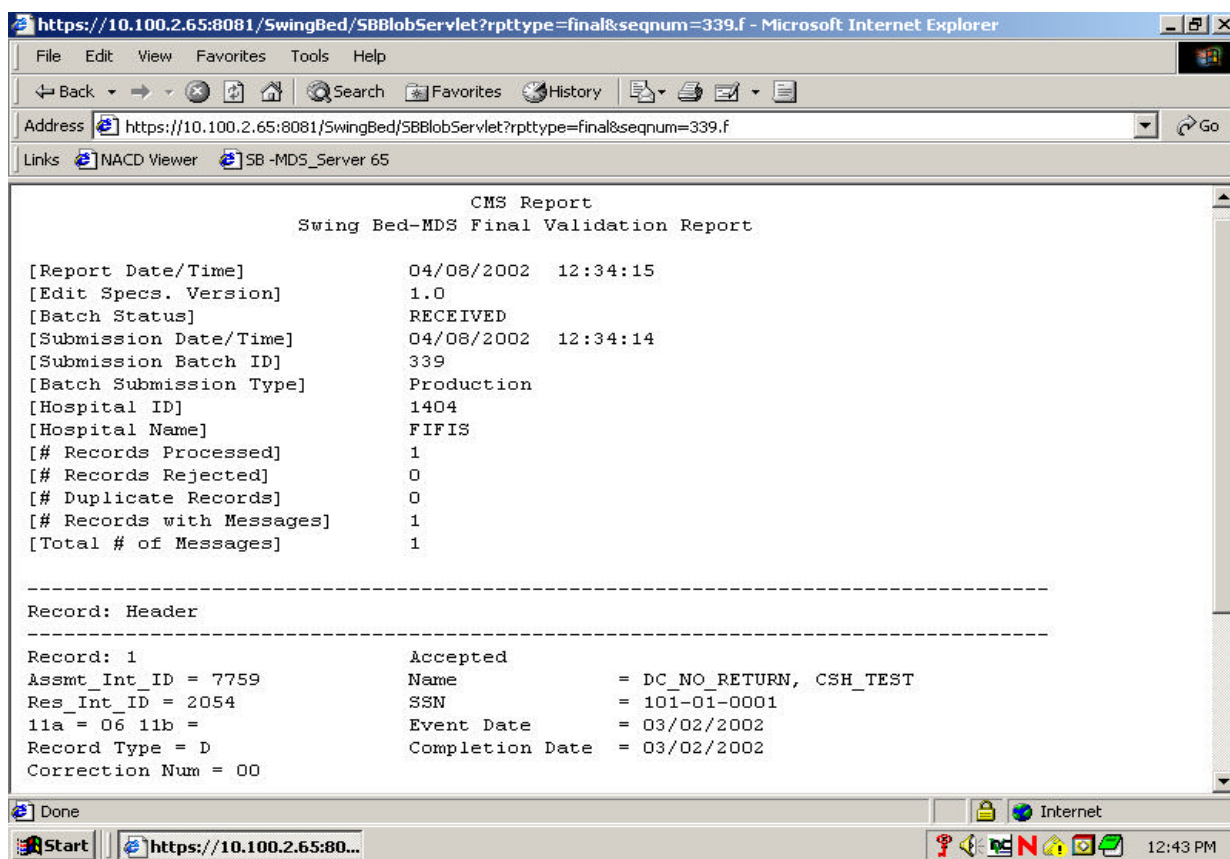 https://10.100.2.65:8081/SwingBed/SBBlobServlet?rpttype=final&seqnum=339.f - Microsoft Internet Explorer
File Edit View Favorites Tools Help
Back Search Favorites History
Address https://10.100.2.65:8081/SwingBed/SBBlobServlet?rpttype=final&seqnum=339.f Go
Links NACD Viewer SB -MDS_Server 65
CMS Report
Swing Bed-MDS Final Validation Report
[Report Date/Time] 04/08/2002 12:34:15
[Edit Specs. Version] 1.0
[Batch Status] RECEIVED
[Submission Date/Time] 04/08/2002 12:34:14
[Submission Batch ID] 339
[Batch Submission Type] Production
[Hospital ID] 1404
[Hospital Name] FIFIS
[# Records Processed] 1
[# Records Rejected] 0
[# Duplicate Records] 0
[# Records with Messages] 1
[Total # of Messages] 1
--------------------------------------------------------------------------------
Record: Header
--------------------------------------------------------------------------------
Record: 1 Accepted
Assmt_Int_ID = 7759 Name = DC_NO_RETURN, CSH_TEST
Res_Int_ID = 2054 SSN = 101-01-0001
11a = 06 11b = Event Date = 03/02/2002
Record Type = D Completion Date = 03/02/2002
Correction Num = 00
Done Internet
Start https://10.100.2.65:80... 12:43 PM